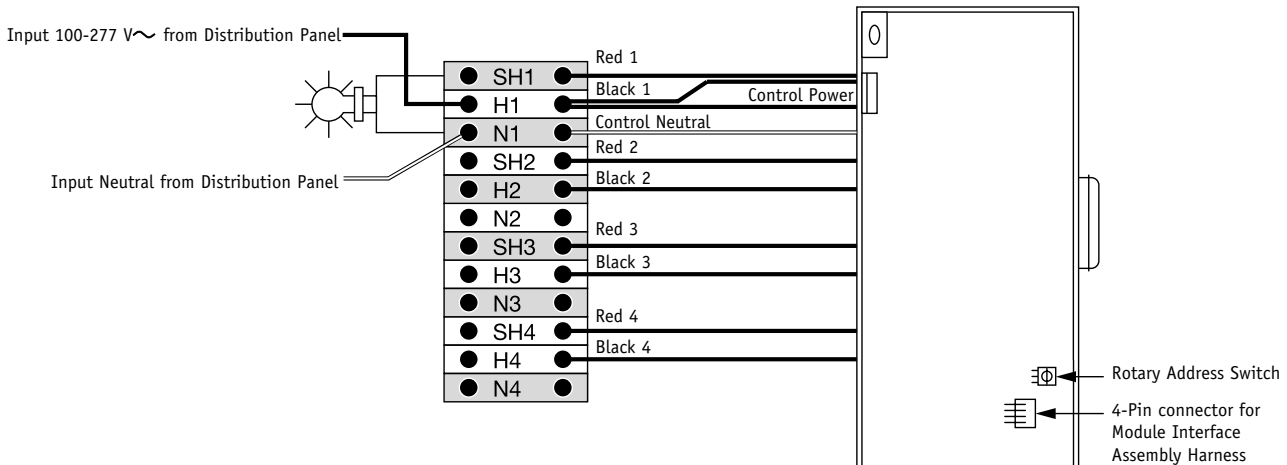 Input 100-277 V~ from Distribution Panel
Input Neutral from Distribution Panel
SH1
H1
N1
SH2
H2
N2
SH3
H3
N3
SH4
H4
N4
Red 1
Black 1
Control Power
Control Neutral
Red 2
Black 2
Red 3
Black 3
Red 4
Black 4
Rotary Address Switch
4-Pin connector for
Module Interface
Assembly Harness